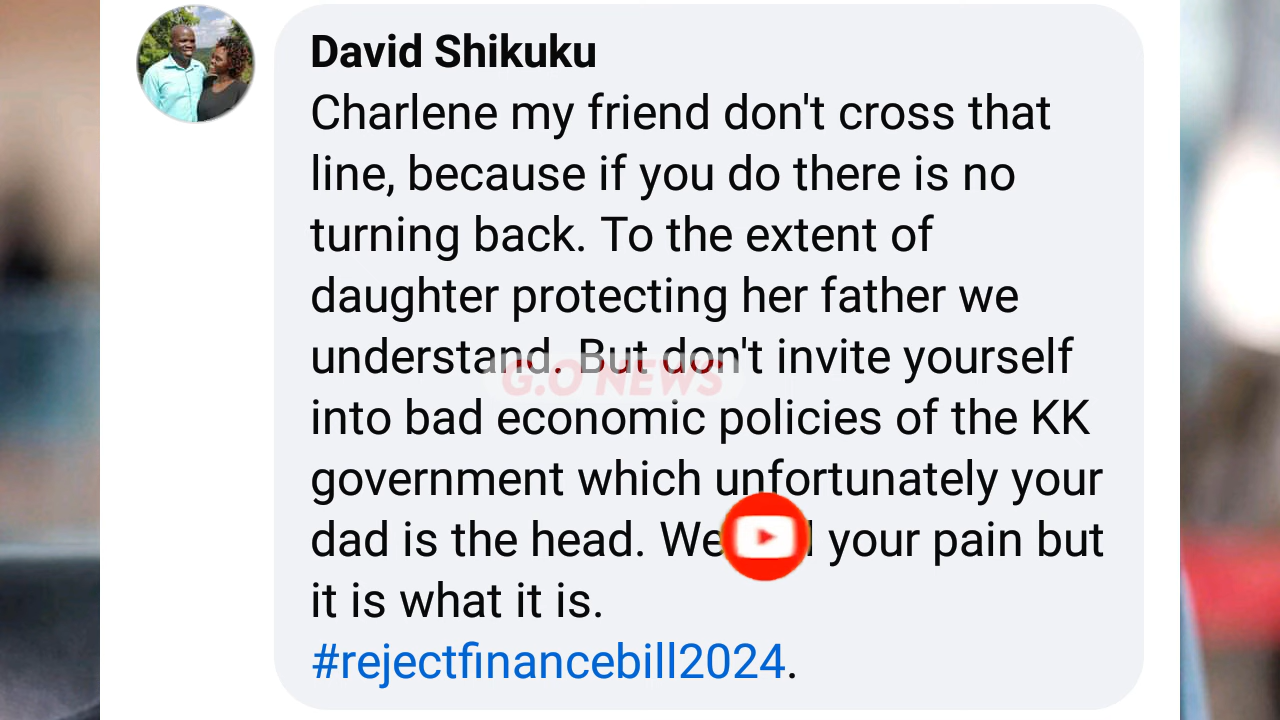 David Shikuku
Charlene my friend don't cross that
line, because if you do there is no
turning back. To the extent of
daughter protecting her father we
understand. But don't invite yourself
G.O NEWS
into bad economic policies of the KK
government which unfortunately your
dad is the head. We your pain but
it is what it is.
#rejectfinancebill2024.